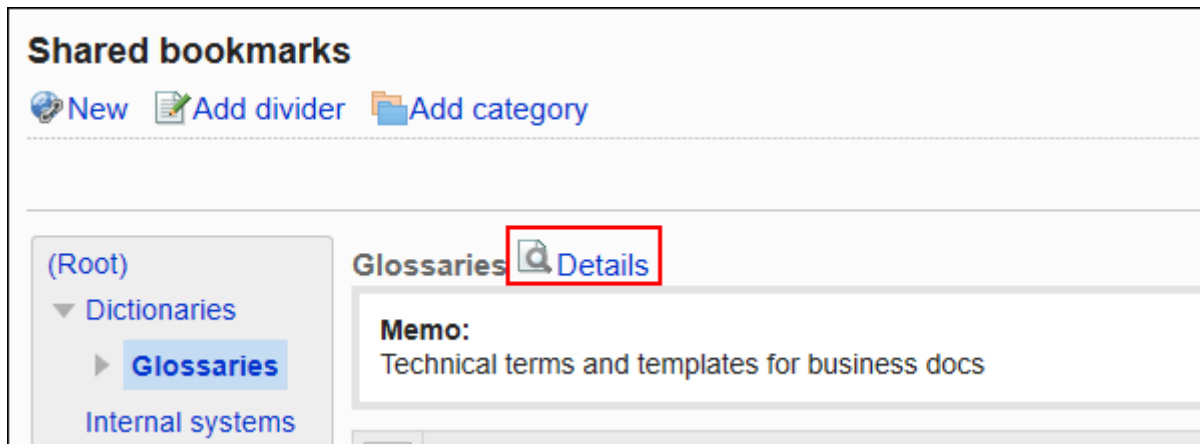 Shared bookmarks
New Add divider Add category
(Root)
Dictionaries
Glossaries
Internal systems
Glossaries Details
Memo:
Technical terms and templates for business docs